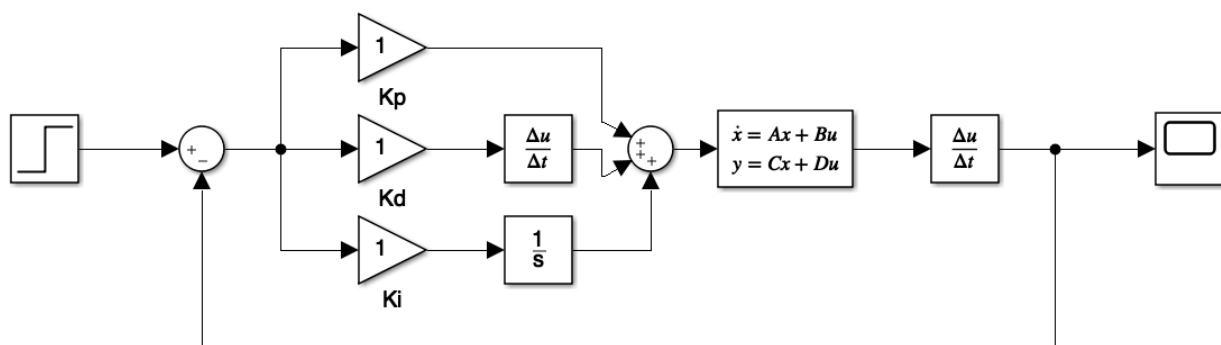 1
Kp
+
−
1
Kd
Δu
Δt
+
+
+
ẋ = Ax + Bu
y = Cx + Du
Δu
Δt
1
Ki
1
s